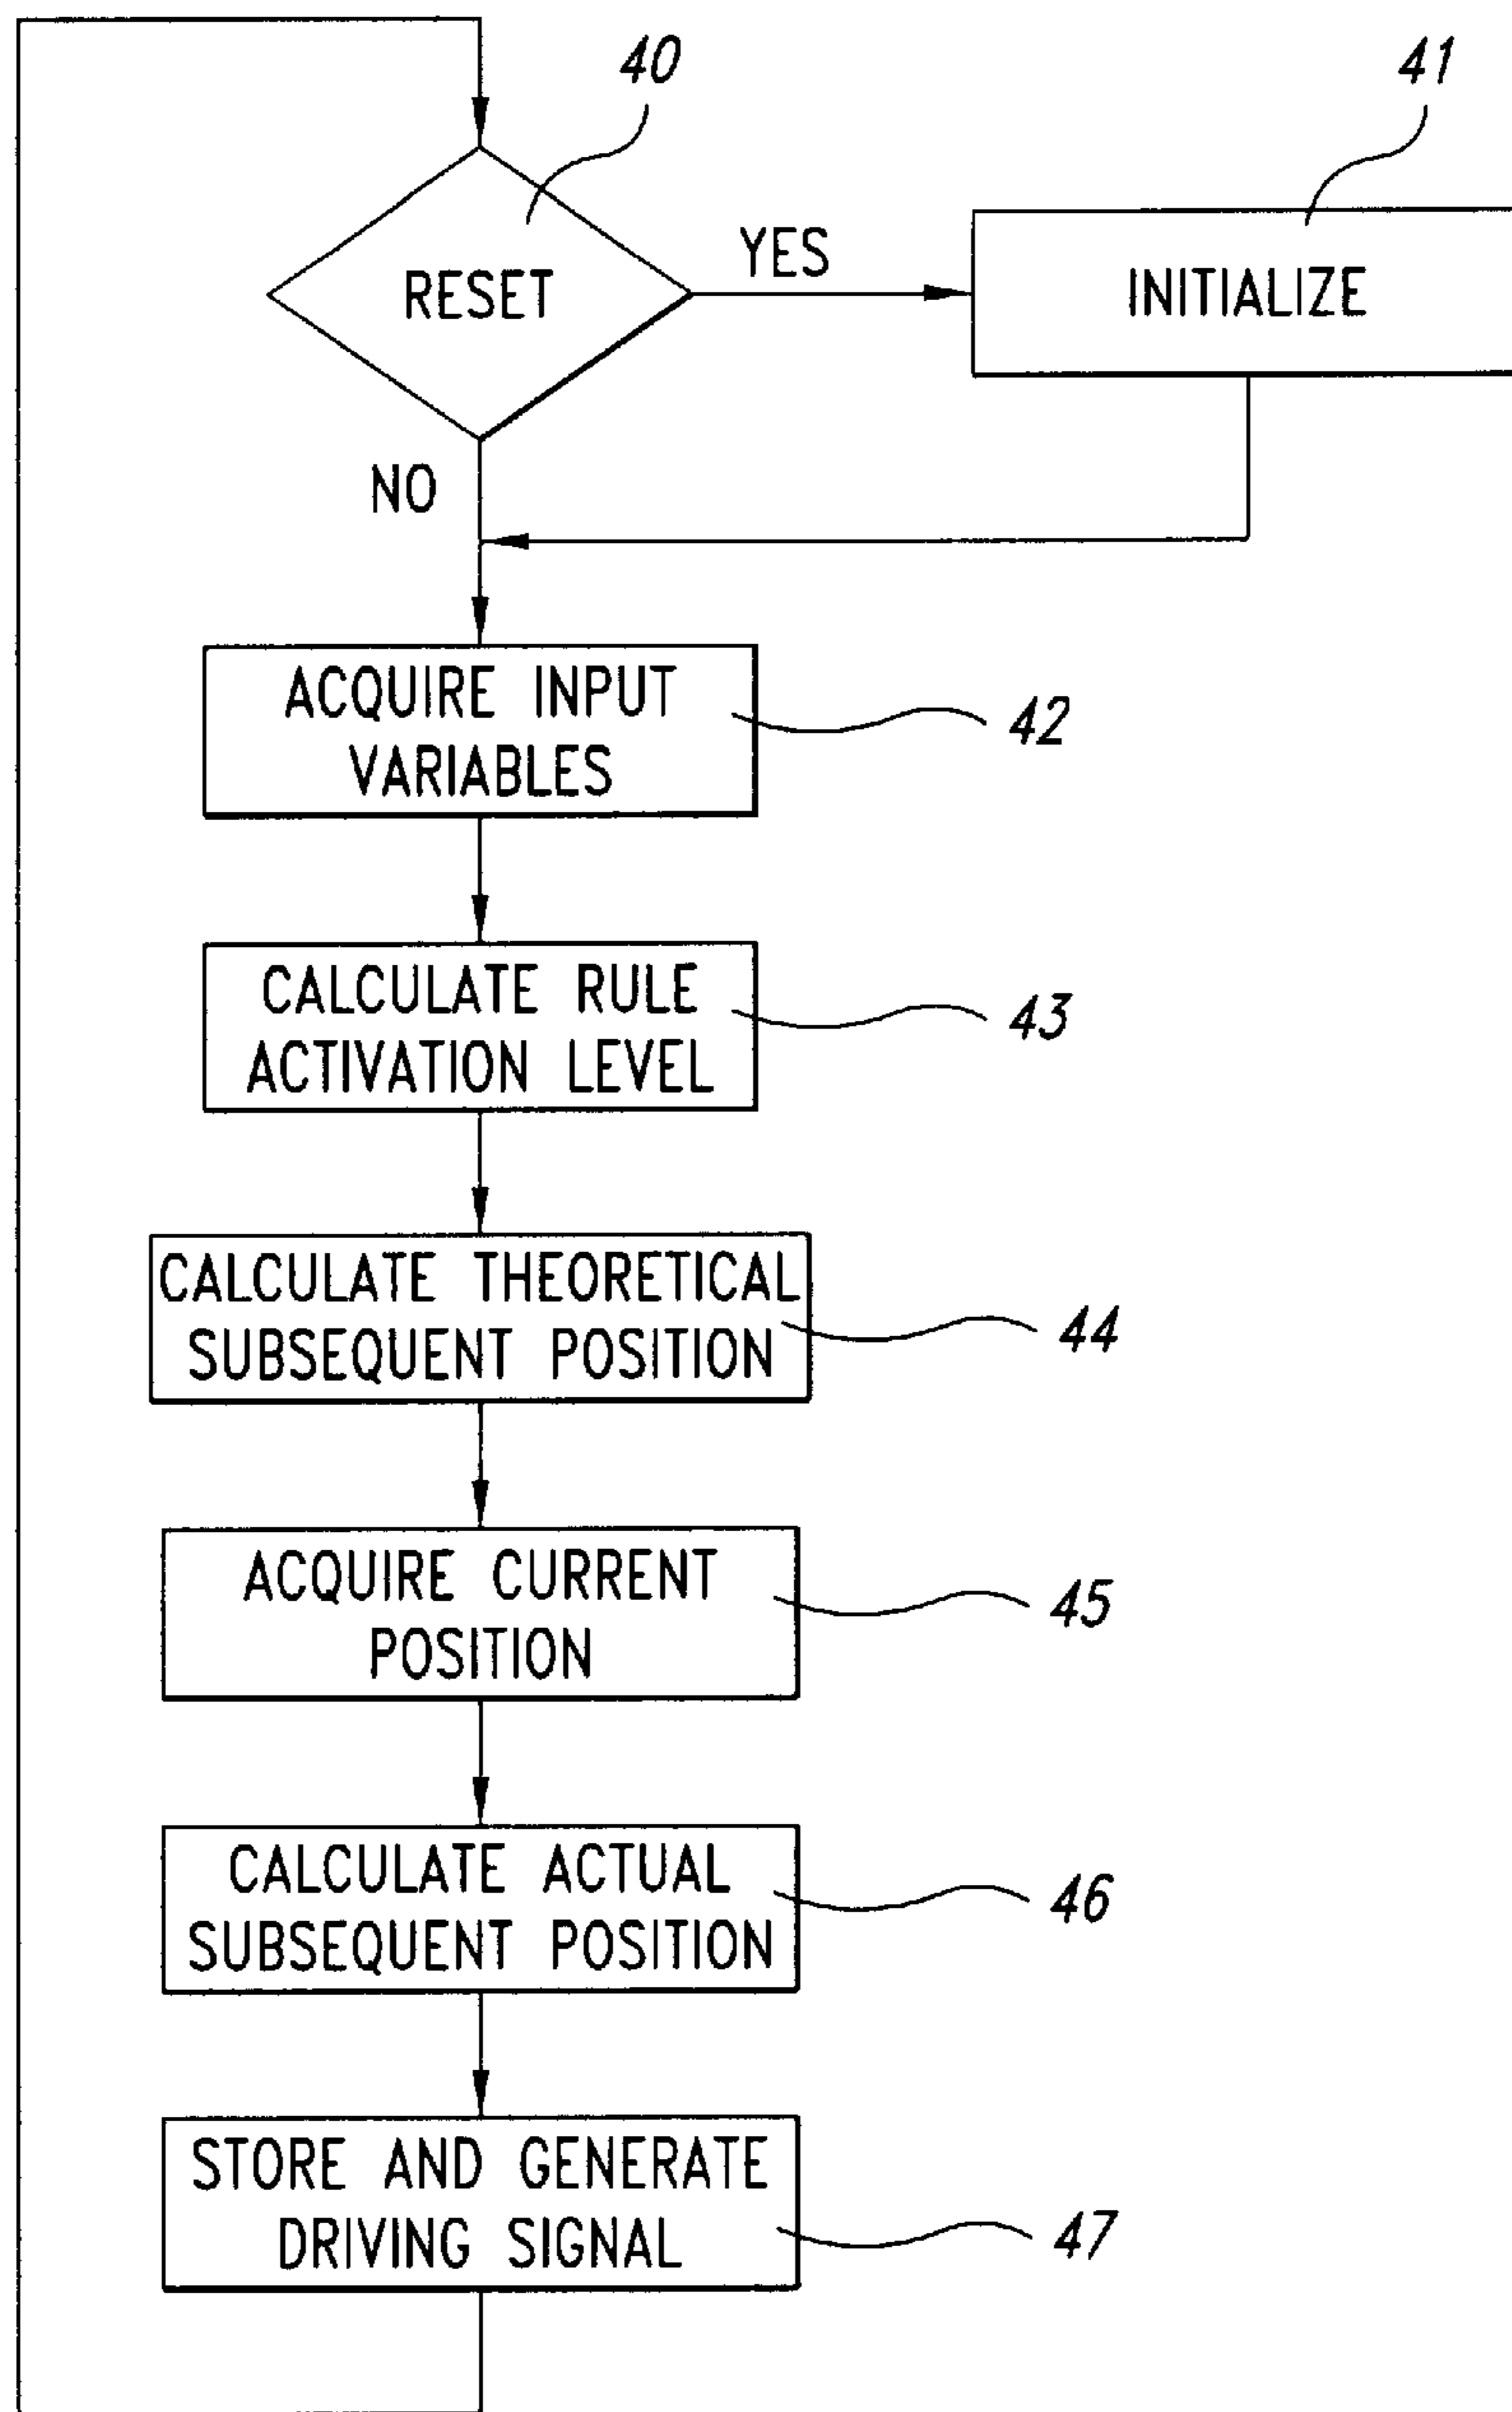 40
41
YES
RESET
INITIALIZE
NO
ACQUIRE INPUT
VARIABLES
42
CALCULATE RULE
ACTIVATION LEVEL
43
CALCULATE THEORETICAL
SUBSEQUENT POSITION
44
ACQUIRE CURRENT
POSITION
45
CALCULATE ACTUAL
SUBSEQUENT POSITION
46
STORE AND GENERATE
DRIVING SIGNAL
47